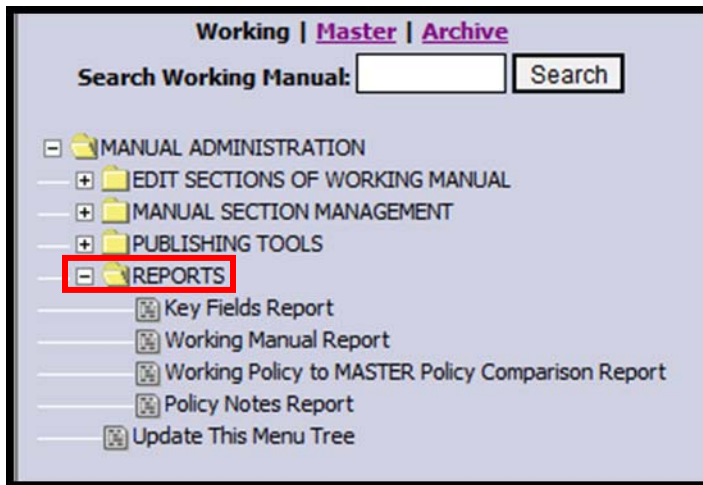 Working | Master | Archive
Search Working Manual: Search
MANUAL ADMINISTRATION
EDIT SECTIONS OF WORKING MANUAL
MANUAL SECTION MANAGEMENT
PUBLISHING TOOLS
REPORTS
Key Fields Report
Working Manual Report
Working Policy to MASTER Policy Comparison Report
Policy Notes Report
Update This Menu Tree